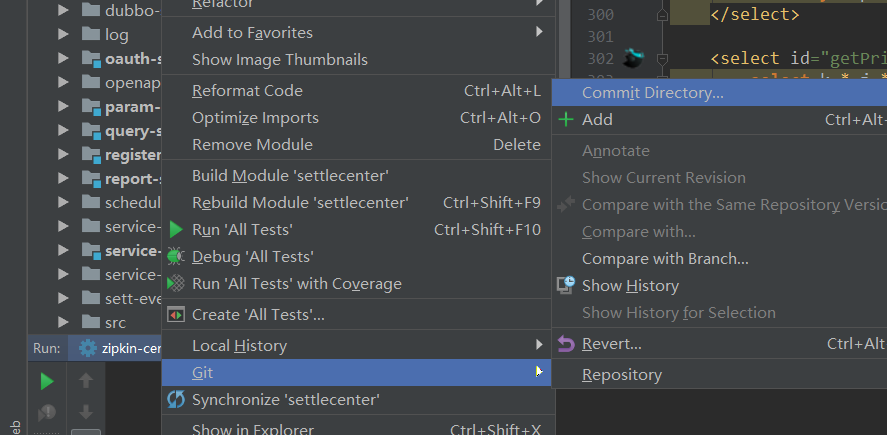 dubbo-
log
oauth-s
openap
param-
query-s
register
report-s
schedul
service-
service-
service-
sett-eve
src
Run: zipkin-cer
Refactor
Add to Favorites
Show Image Thumbnails
Reformat Code Ctrl+Alt+L
Optimize Imports Ctrl+Alt+O
Remove Module Delete
Build Module 'settlecenter'
Rebuild Module 'settlecenter' Ctrl+Shift+F9
Run 'All Tests' Ctrl+Shift+F10
Debug 'All Tests'
Run 'All Tests' with Coverage
Create 'All Tests'...
Local History
Git
Synchronize 'settlecenter'
Show in Explorer Ctrl+Shift+X
300 </select>
301
302 <select id="getPri
Commit Directory...
Add Ctrl+Alt-
Annotate
Show Current Revision
Compare with the Same Repository Versio
Compare with...
Compare with Branch...
Show History
Show History for Selection
Revert... Ctrl+Alt
Repository
eb